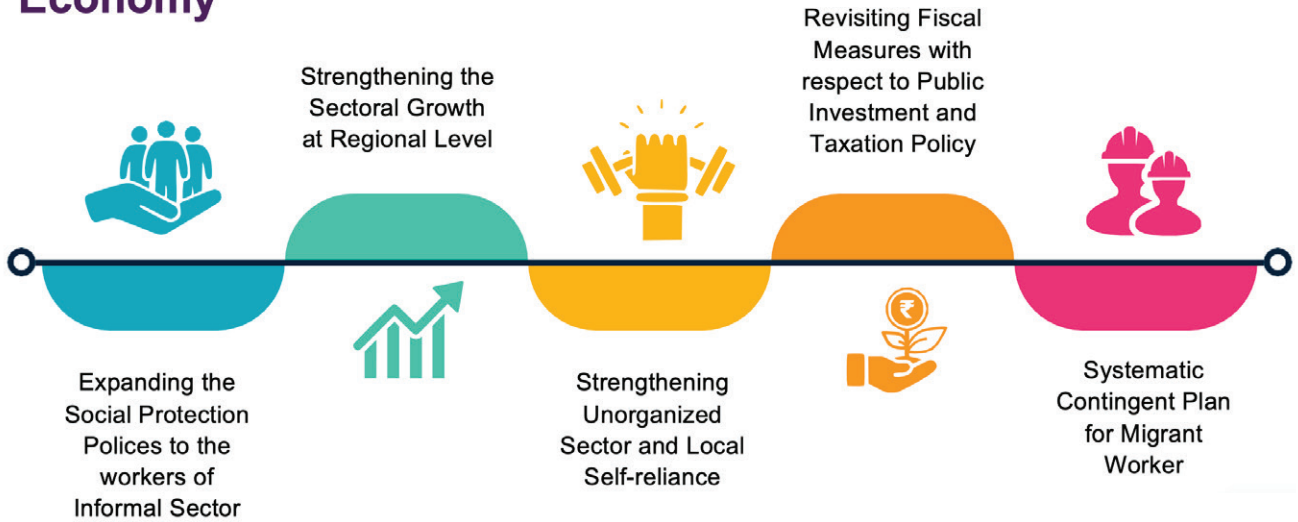 Economy
Expanding the
Social Protection
Polices to the
workers of
Informal Sector
Strengthening the
Sectoral Growth
at Regional Level
Strengthening
Unorganized
Sector and Local
Self-reliance
Revisiting Fiscal
Measures with
respect to Public
Investment and
Taxation Policy
₹
Systematic
Contingent Plan
for Migrant
Worker